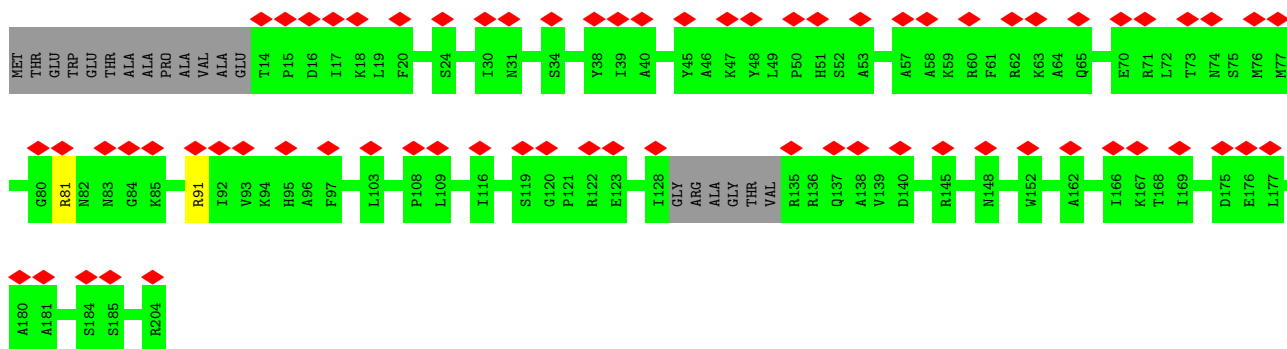 MET THR GLU TRP GLU THR ALA ALA PRO ALA VAL ALA GLU T14 P15 D16 I17 K18 L19 F20 S24 I30 N31 S34 Y38 I39 A40 Y45 A46 K47 Y48 L49 P50 H51 S52 A53 A57 A58 K59 R60 F61 R62 K63 A64 Q65 E70 R71 L72 T73 N74 S75 M76 M77
G80 R81 N82 N83 G84 K85 R91 I92 V93 K94 H95 A96 F97 L103 P108 L109 I116 S119 G120 P121 R122 E123 I128 GLY ARG ALA GLY THR VAL R135 R136 Q137 A138 V139 D140 R145 N148 W152 A162 I166 K167 T168 I169 D175 E176 L177
A180 A181 S184 S185 R204